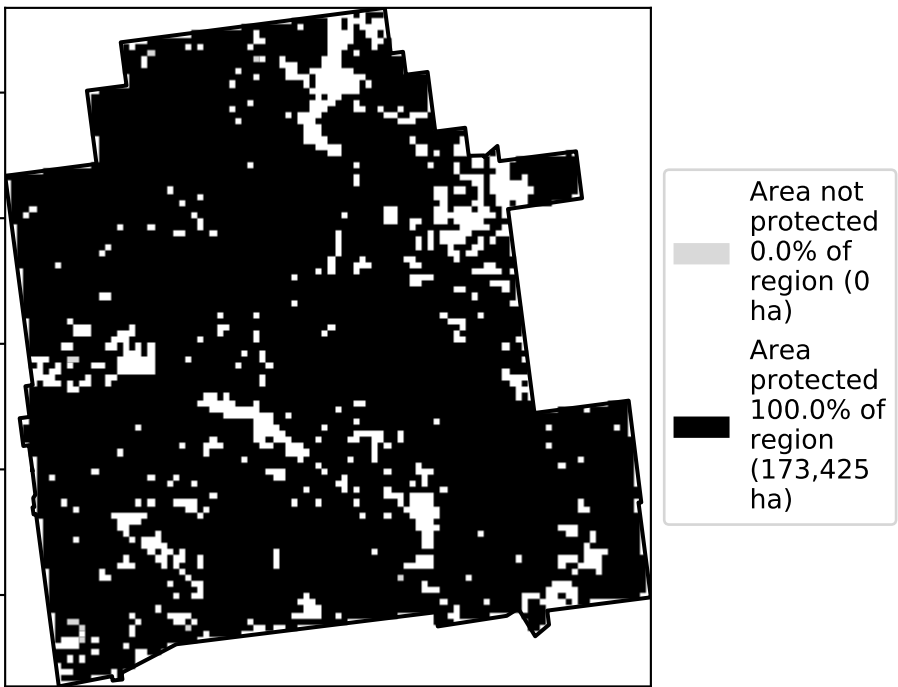 Area not
protected
0.0% of
region (0
ha)
Area
protected
100.0% of
region
(173,425
ha)